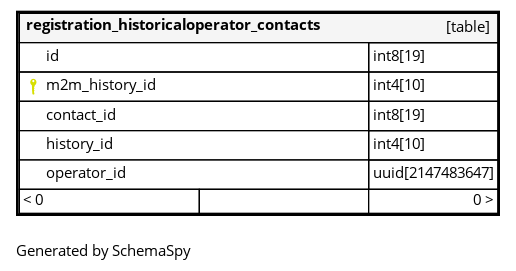 registration_historicaloperator_contacts [table]
id int8[19]
m2m_history_id int4[10]
contact_id int8[19]
history_id int4[10]
operator_id uuid[2147483647]
< 0 0 >
Generated by SchemaSpy